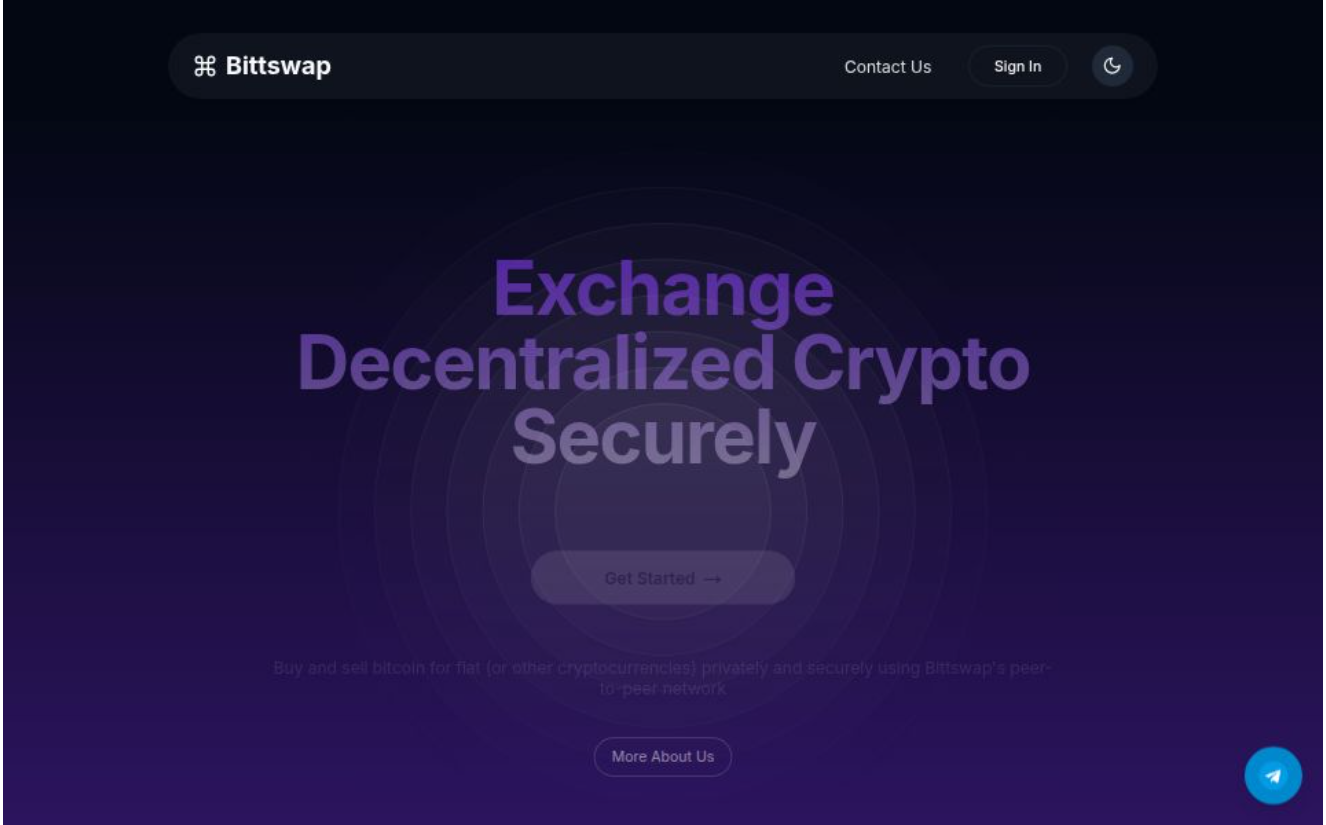 Bittswap
Contact Us
Sign In
Exchange
Decentralized Crypto
Securely
Get Started →
Buy and sell bitcoin for fiat (or other cryptocurrencies) privately and securely using Bittswap's peer-
to-peer network
More About Us